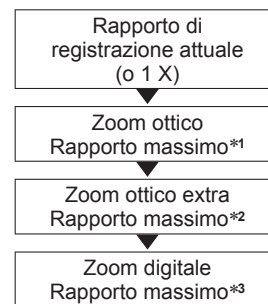 Rapporto di
registrazione attuale
(o 1 X)
Zoom ottico
Rapporto massimo*1
Zoom ottico extra
Rapporto massimo*2
Zoom digitale
Rapporto massimo*3